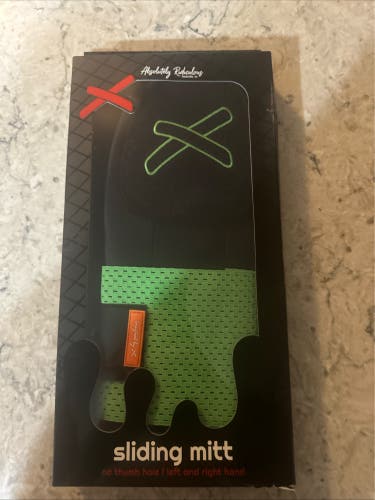 Absolutely Ridiculous
sliding mitt
no thumb hole / left and right hand